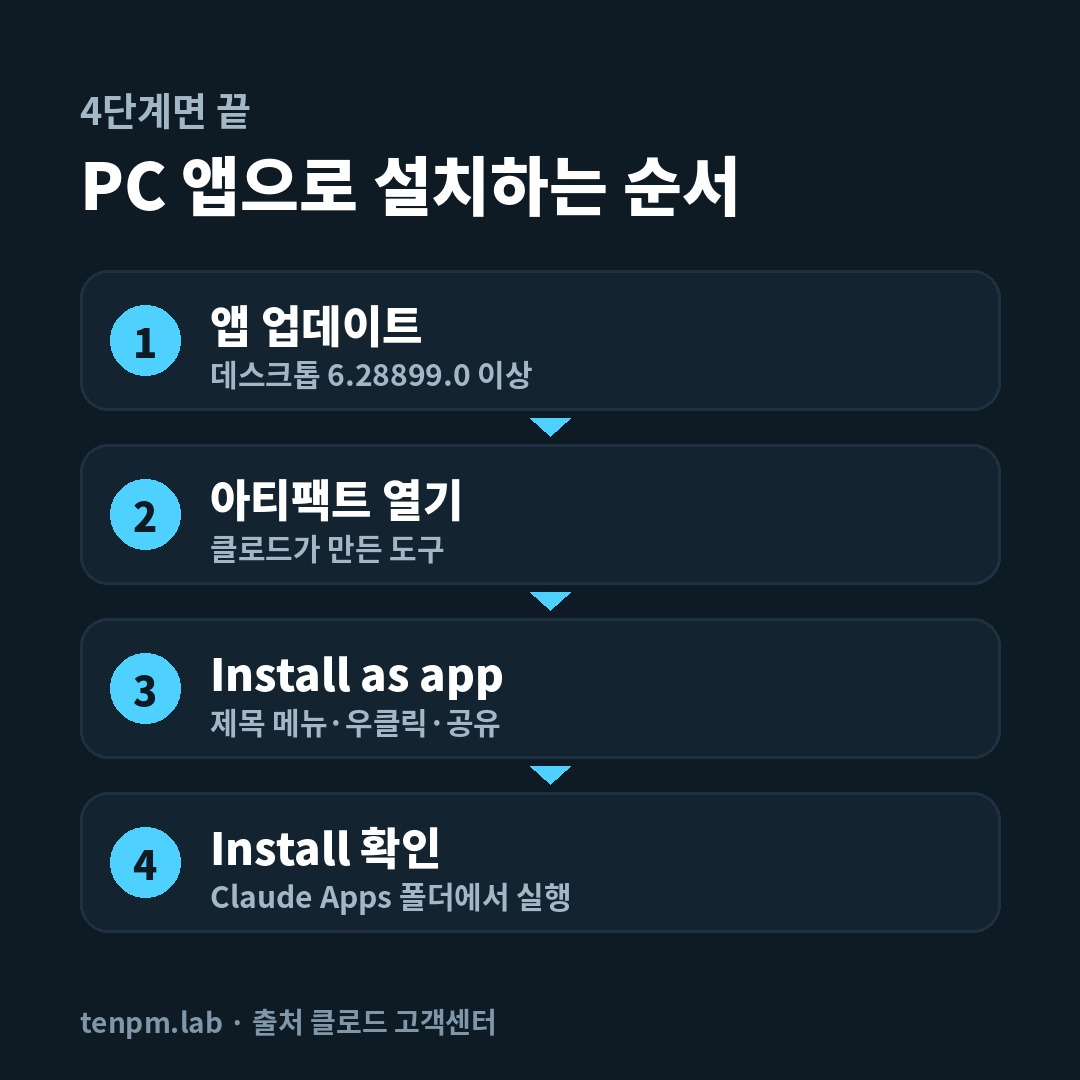 4단계면 끝
PC 앱으로 설치하는 순서
1
앱 업데이트
데스크톱 6.28899.0 이상
2
아티팩트 열기
클로드가 만든 도구
3
Install as app
제목 메뉴·우클릭·공유
4
Install 확인
Claude Apps 폴더에서 실행
tenpm.lab · 출처 클로드 고객센터